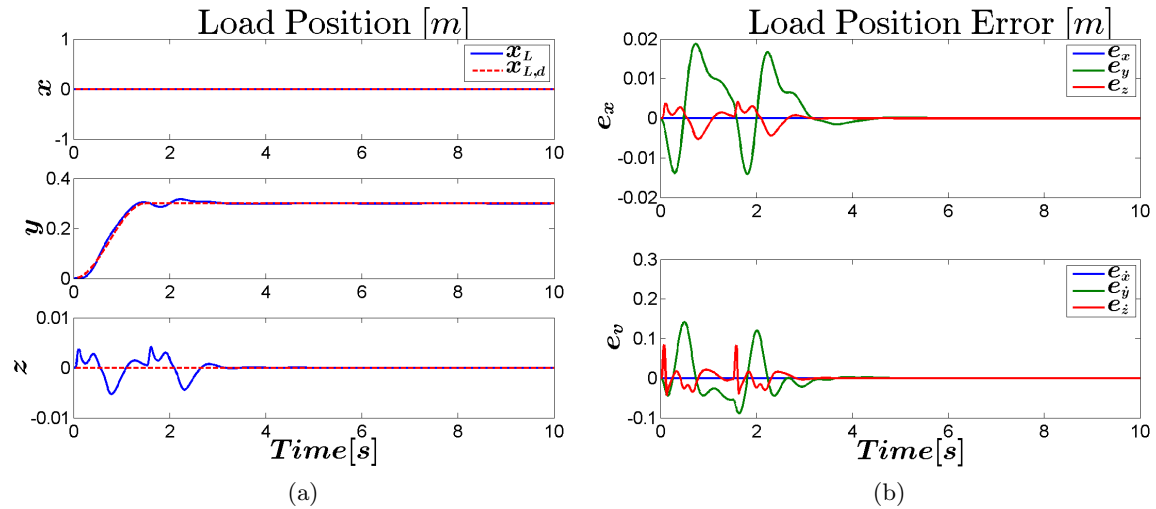 Load Position [m]
1
x
0
-1
x_L
x_{L,d}
0 2 4 6 8 10
0.4
y
0.2
0
0 2 4 6 8 10
0.01
z
0
-0.01
0 2 4 6 8 10
Time[s]
(a)
Load Position Error [m]
0.02
0.01
e_x
0
-0.01
0.02
e_x
e_y
e_z
0 2 4 6 8 10
0.3
0.2
e_v
0.1
0
-0.1
e_ẋ
e_ẏ
e_ż
0 2 4 6 8 10
Time[s]
(b)